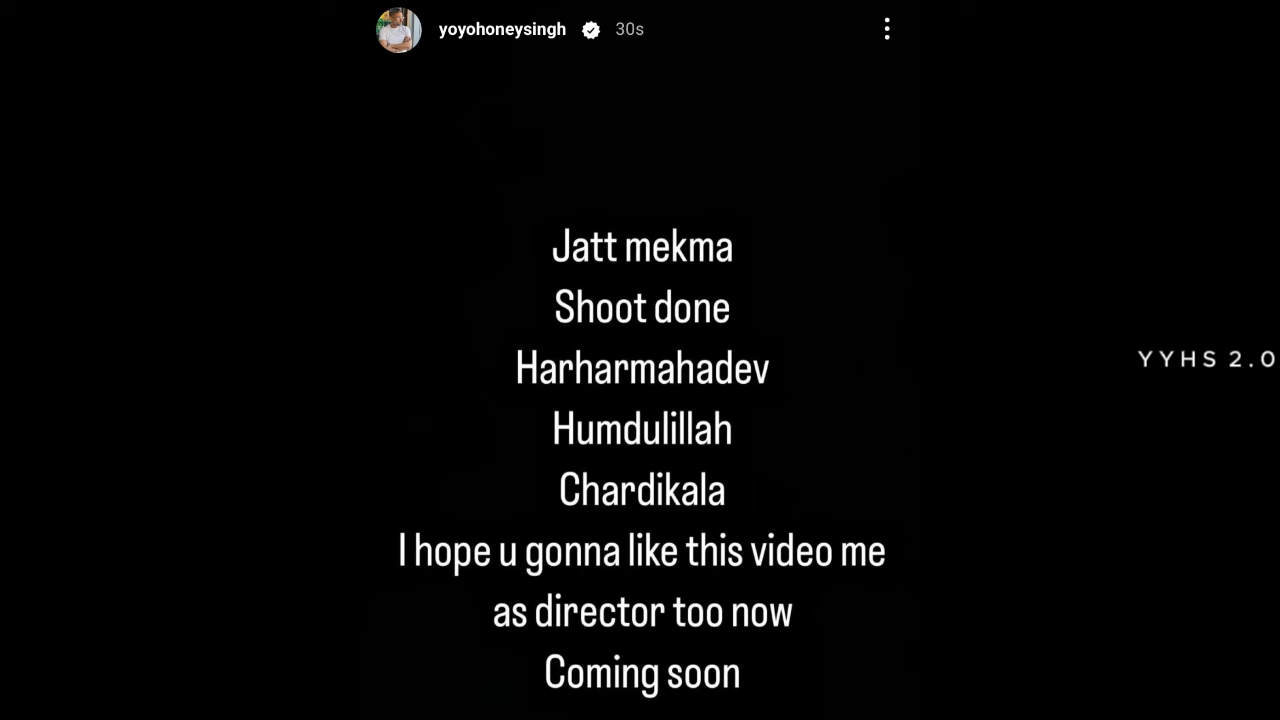 yoyohoneysingh 30s
Jatt mekma
Shoot done
Harharmahadev
YYHS 2.0
Humdulillah
Chardikala
I hope u gonna like this video me
as director too now
Coming soon